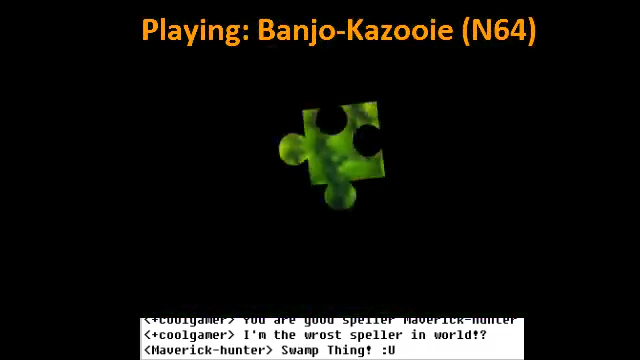 Playing: Banjo-Kazooie (N64)
<+coolgamer> You are good speller Maverick-hunter
<+coolgamer> I'm the wrost speller in world!?
<Maverick-hunter> Swamp Thing! :U